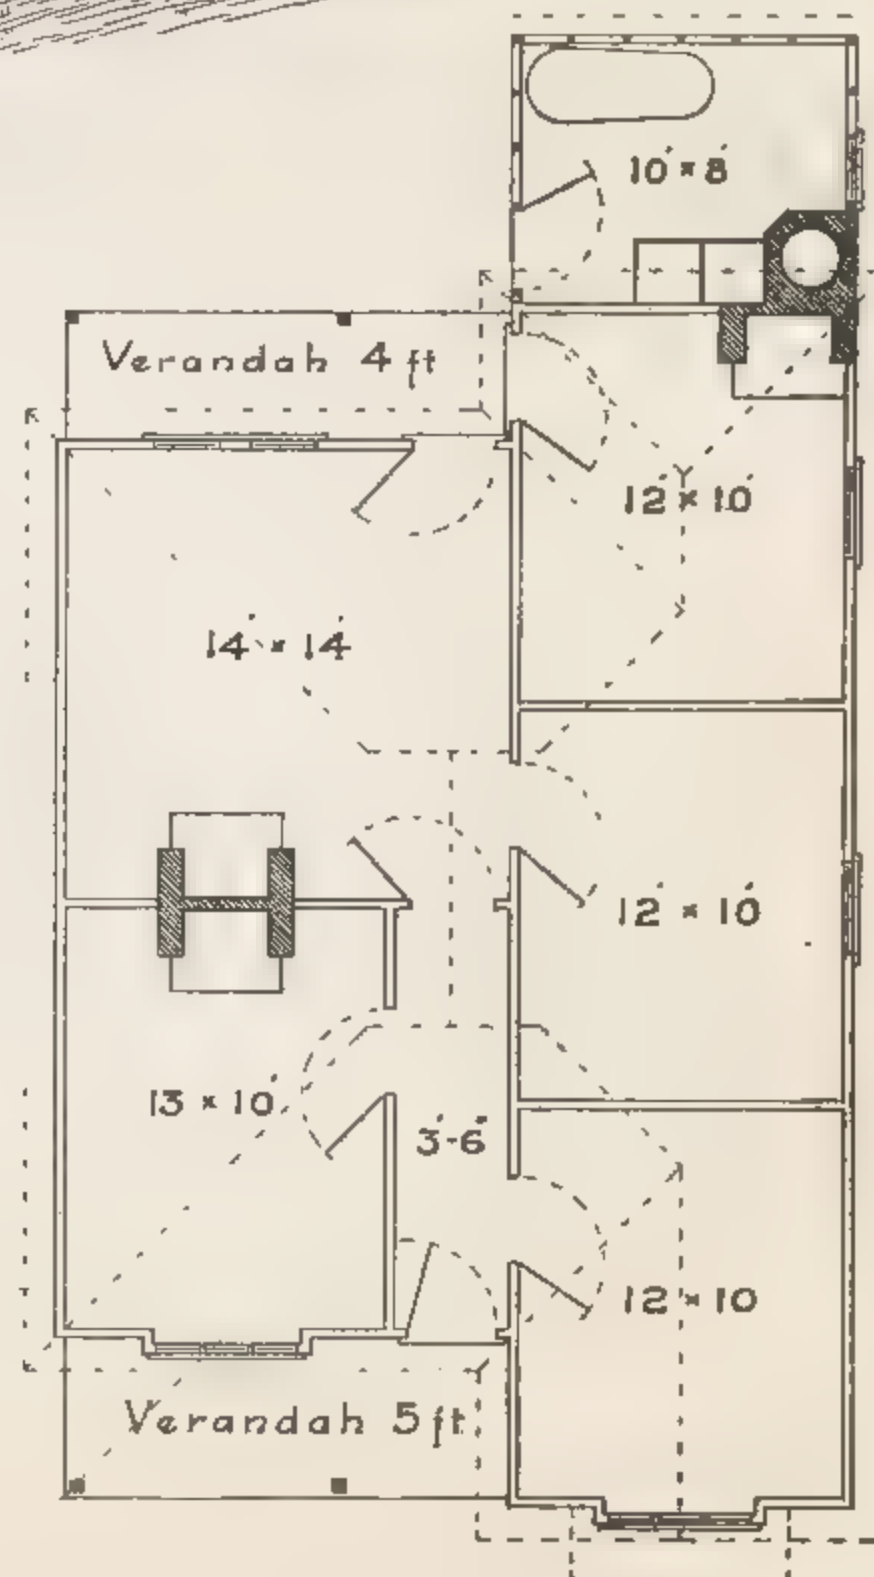 10' × 8'
Verandah 4 ft
12' × 10'
14' × 14'
12' × 10'
13 × 10'
3'-6"
12' × 10
Verandah 5 ft